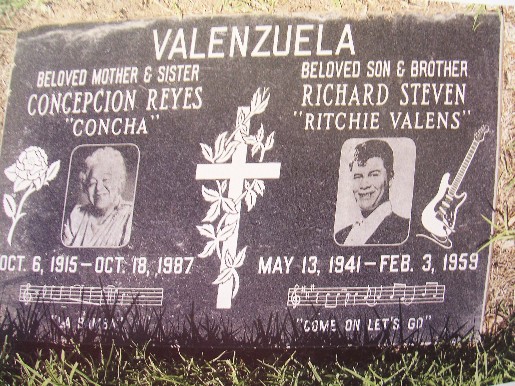 VALENZUELA
BELOVED MOTHER & SISTER
CONCEPCION REYES
"CONCHA"
OCT. 6, 1915 - OCT. 18, 1987
BELOVED SON & BROTHER
RICHARD STEVEN
"RITCHIE VALENS"
MAY 13, 1941 - FEB. 3, 1959
"COME ON LET'S GO"